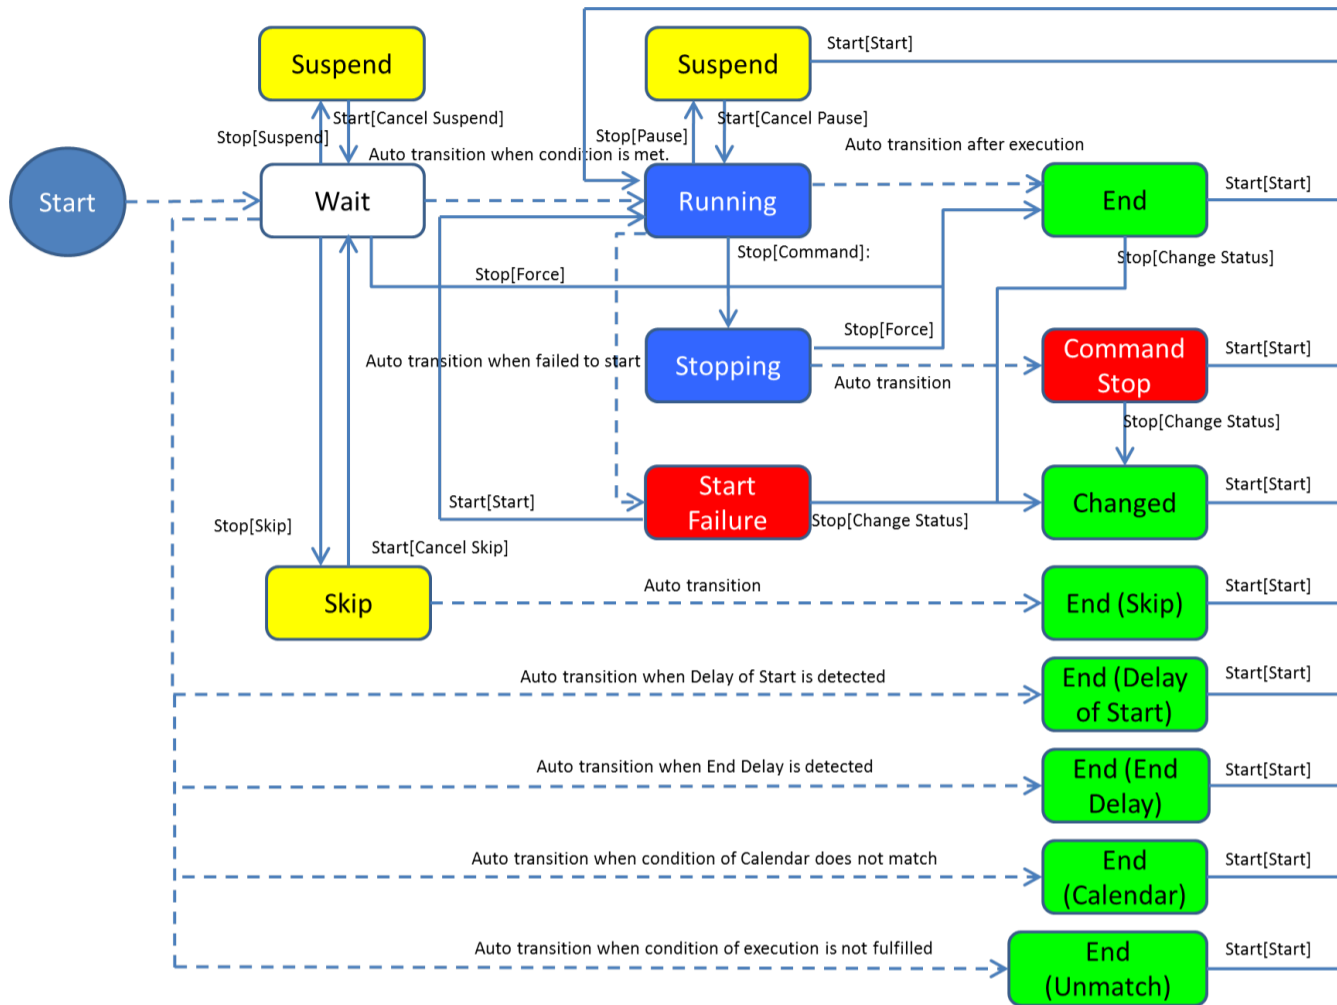 Suspend
Suspend
Start[Start]
Stop[Suspend]
Start[Cancel Suspend]
Stop[Pause]
Start[Cancel Pause]
Auto transition when condition is met.
Auto transition after execution
Start
Wait
Running
End
Start[Start]
Stop[Command]:
Stop[Change Status]
Stop[Force]
Stop[Force]
Auto transition when failed to start
Stopping
Auto transition
Command
Stop
Start[Start]
Stop[Change Status]
Start[Start]
Start
Failure
Stop[Change Status]
Changed
Start[Start]
Stop[Skip]
Start[Cancel Skip]
Skip
Auto transition
End (Skip)
Start[Start]
Auto transition when Delay of Start is detected
End (Delay
of Start)
Start[Start]
Auto transition when End Delay is detected
End (End
Delay)
Start[Start]
Auto transition when condition of Calendar does not match
End
(Calendar)
Start[Start]
Auto transition when condition of execution is not fulfilled
End
(Unmatch)
Start[Start]